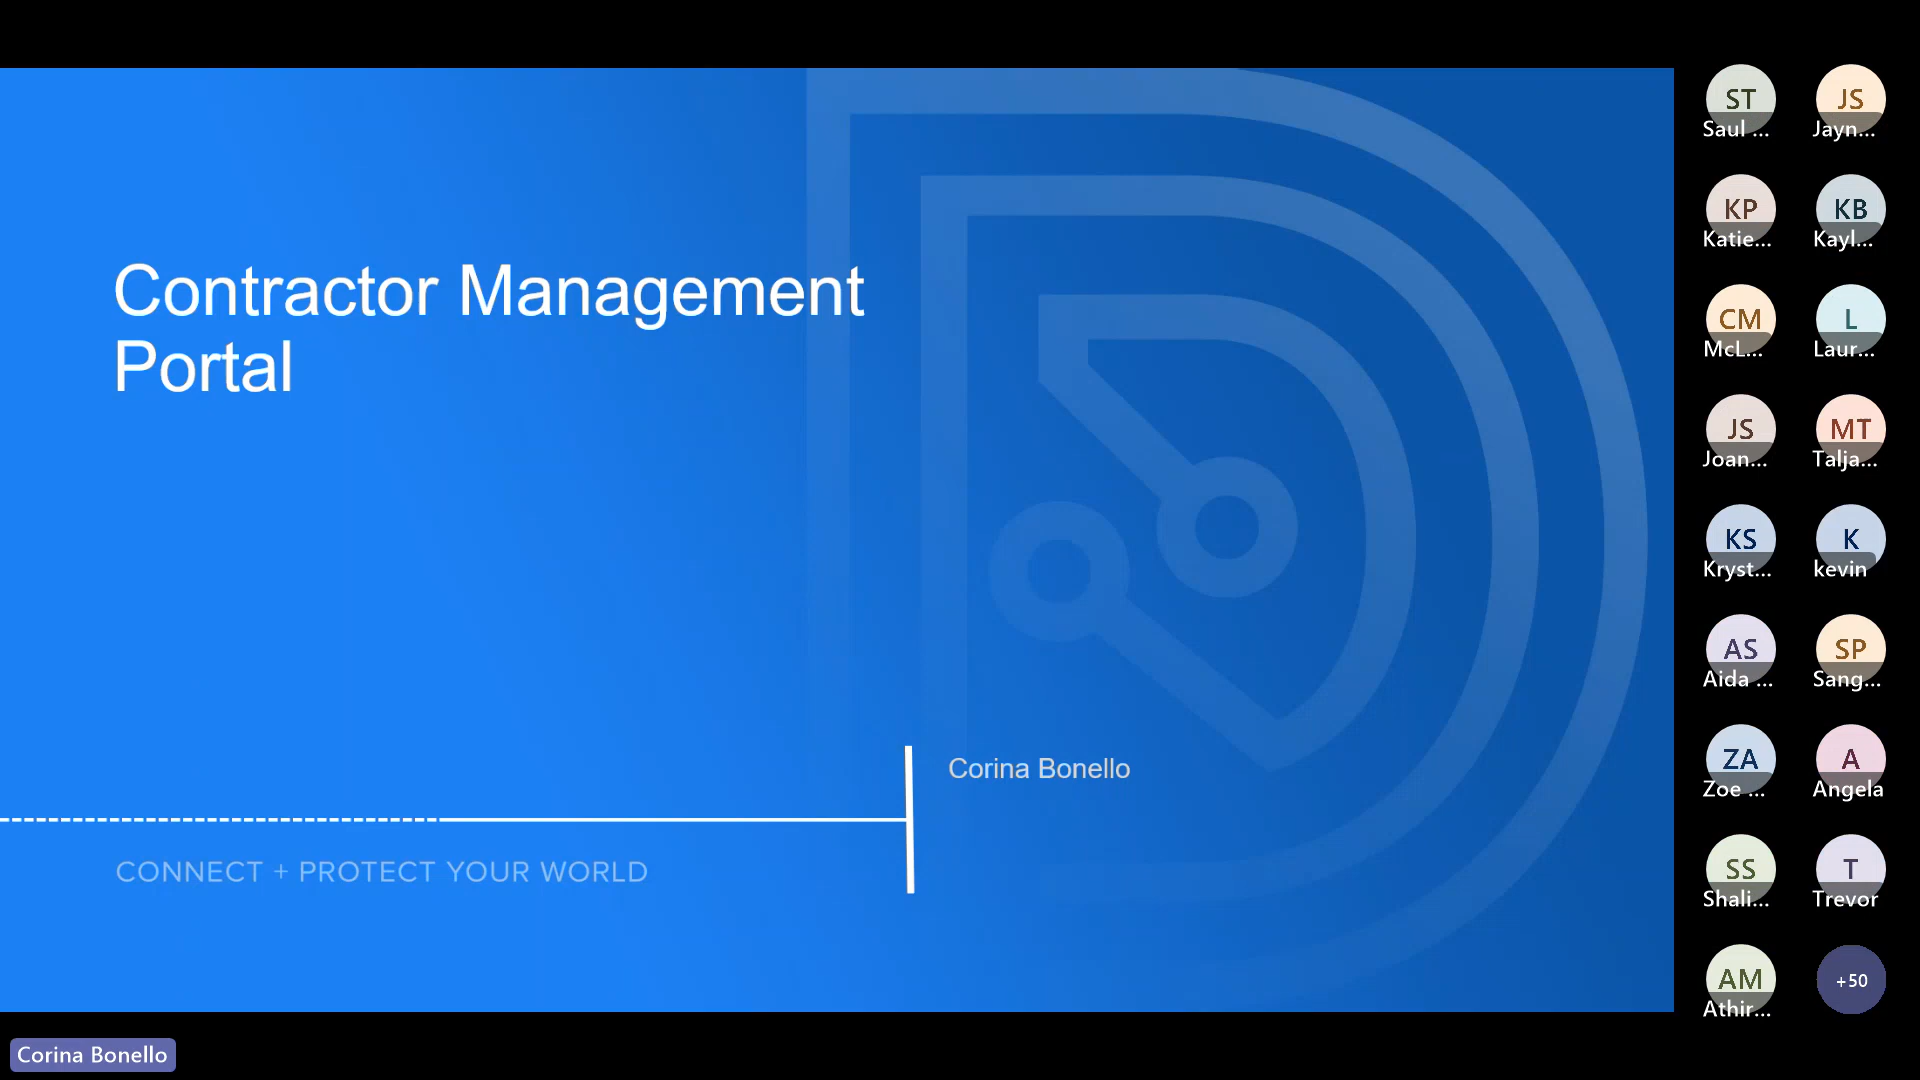 Contractor Management
Portal
Corina Bonello
CONNECT + PROTECT YOUR WORLD
ST
Saul ...
JS
Jayn...
KP
Katie...
KB
Kayl...
CM
McL...
L
Laur...
JS
Joan...
MT
Talja...
KS
Kryst...
K
kevin
AS
Aida ...
SP
Sang...
ZA
Zoe ...
A
Angela
SS
Shali...
T
Trevor
AM
Athir...
+50
Corina Bonello